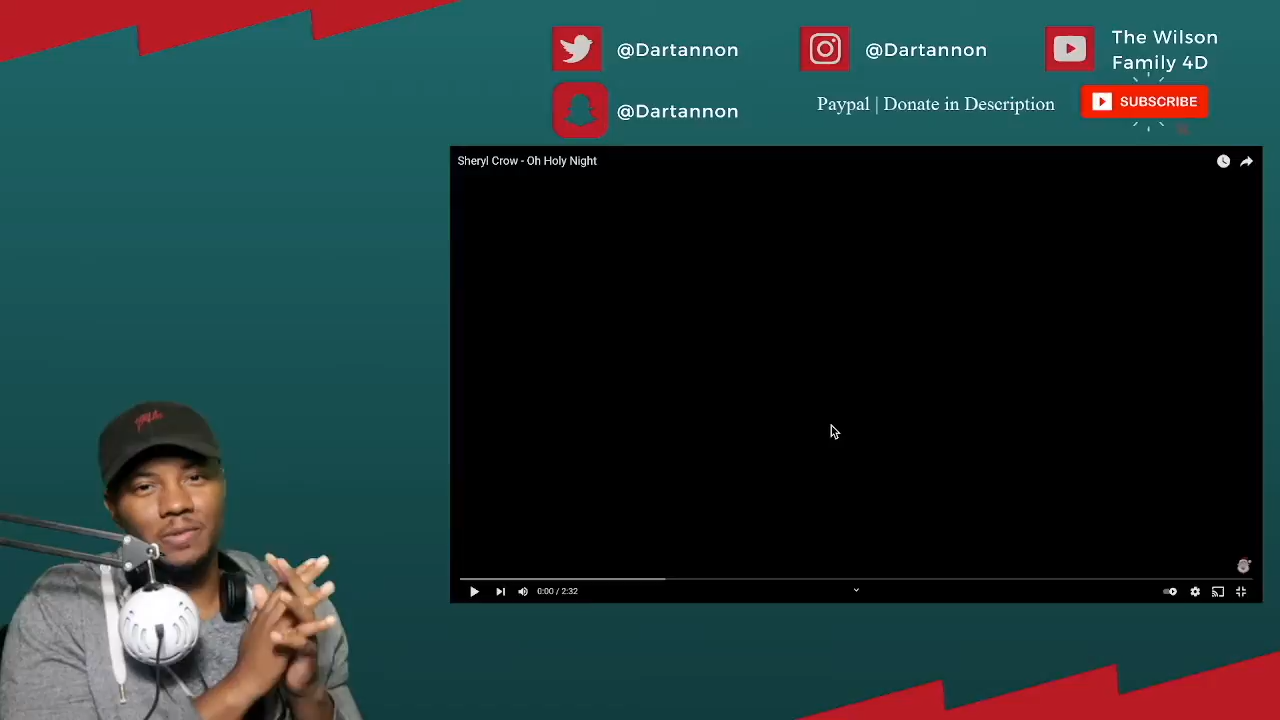 @Dartannon
@Dartannon
The Wilson
Family 4D
@Dartannon
Paypal | Donate in Description
SUBSCRIBE
Sheryl Crow - Oh Holy Night
0:00 / 2:32